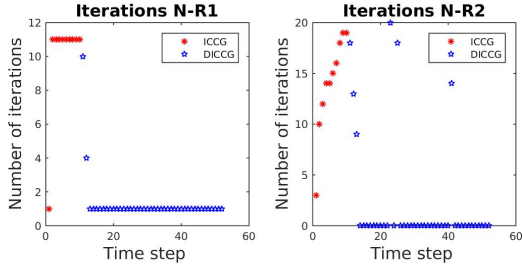 Iterations N-R1
Number of iterations
12
10
8
6
4
2
0
0
20
40
60
Time step
ICCG
DICCG
Iterations N-R2
Number of iterations
20
15
10
5
0
0
20
40
60
Time step
ICCG
DICCG